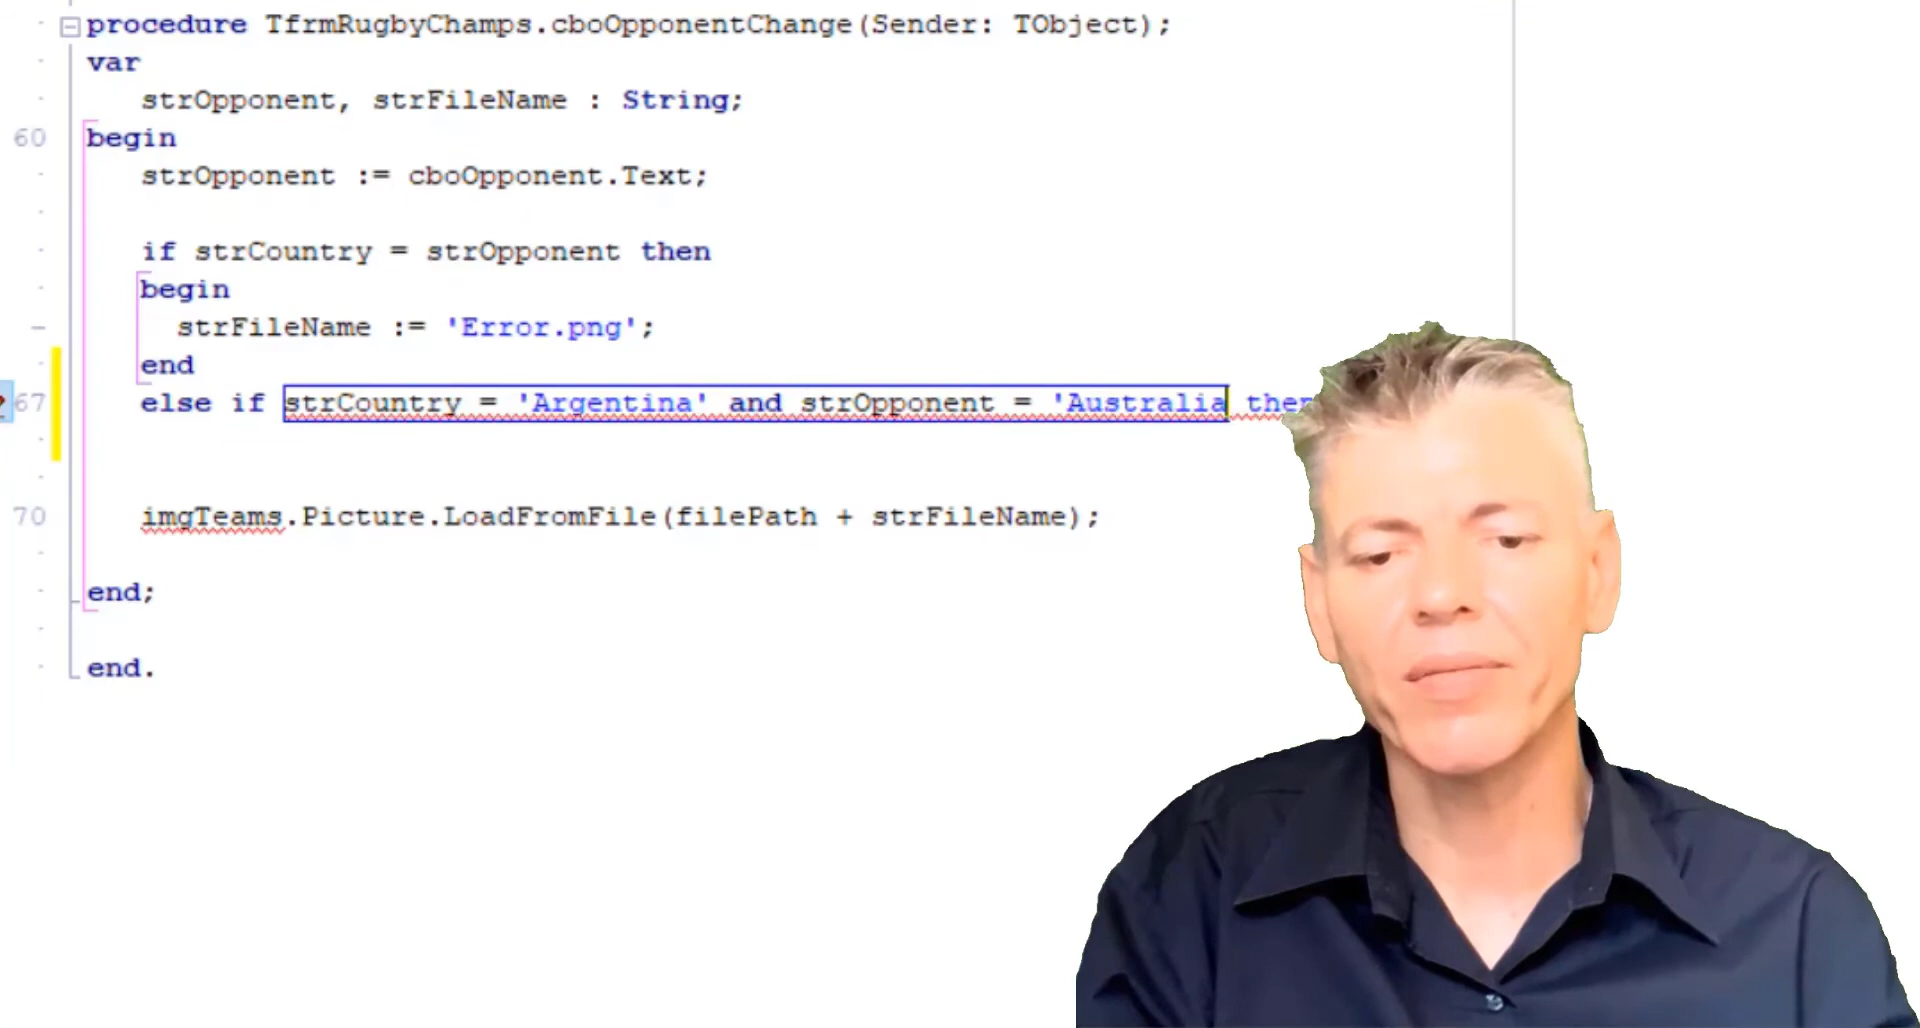 procedure TfrmRugbyChamps.cboOpponentChange(Sender: TObject);
var
strOpponent, strFileName : String;
60 begin
strOpponent := cboOpponent.Text;
if strCountry = strOpponent then
begin
strFileName := 'Error.png';
end
67 else if strCountry = 'Argentina' and strOpponent = 'Australia
70 imgTeams.Picture.LoadFromFile(filePath + strFileName);
end;
end.